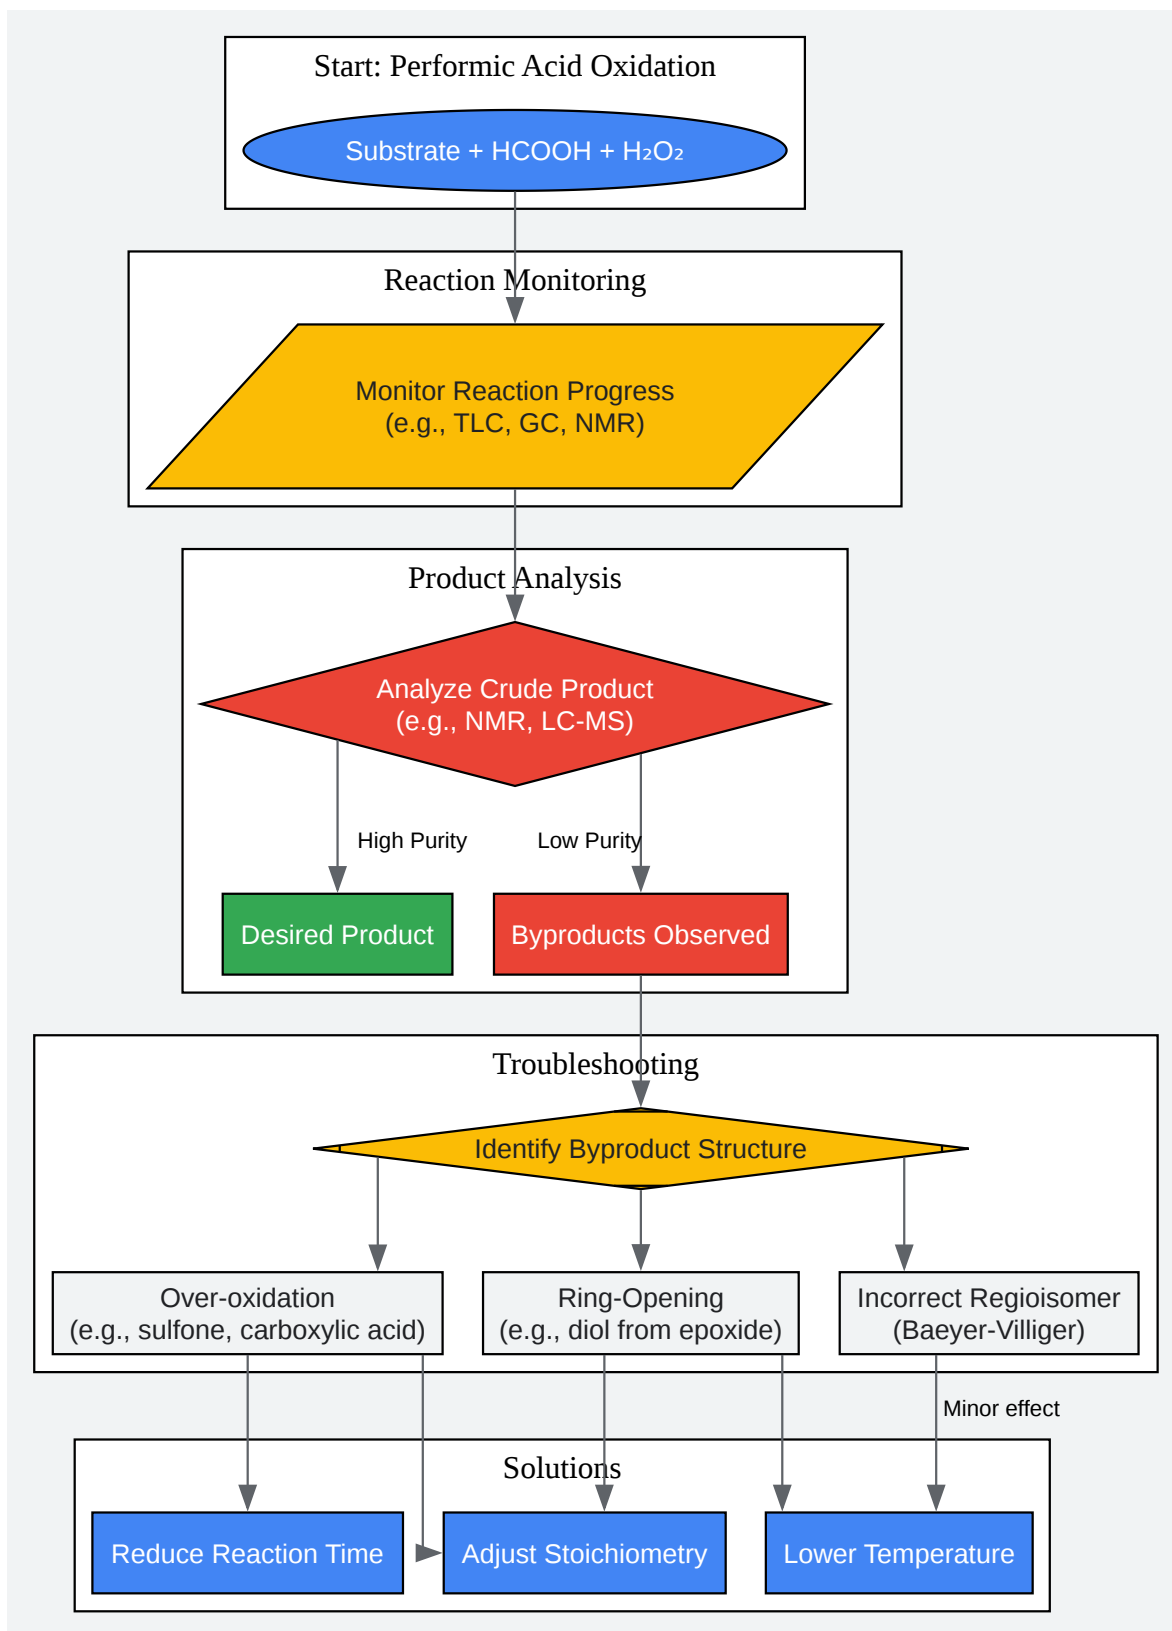 Start: Performic Acid Oxidation
Substrate + HCOOH + H₂O₂
Reaction Monitoring
Monitor Reaction Progress
(e.g., TLC, GC, NMR)
Product Analysis
Analyze Crude Product
(e.g., NMR, LC-MS)
High Purity
Low Purity
Desired Product
Byproducts Observed
Troubleshooting
Identify Byproduct Structure
Over-oxidation
(e.g., sulfone, carboxylic acid)
Ring-Opening
(e.g., diol from epoxide)
Incorrect Regioisomer
(Baeyer-Villiger)
Minor effect
Solutions
Reduce Reaction Time
Adjust Stoichiometry
Lower Temperature